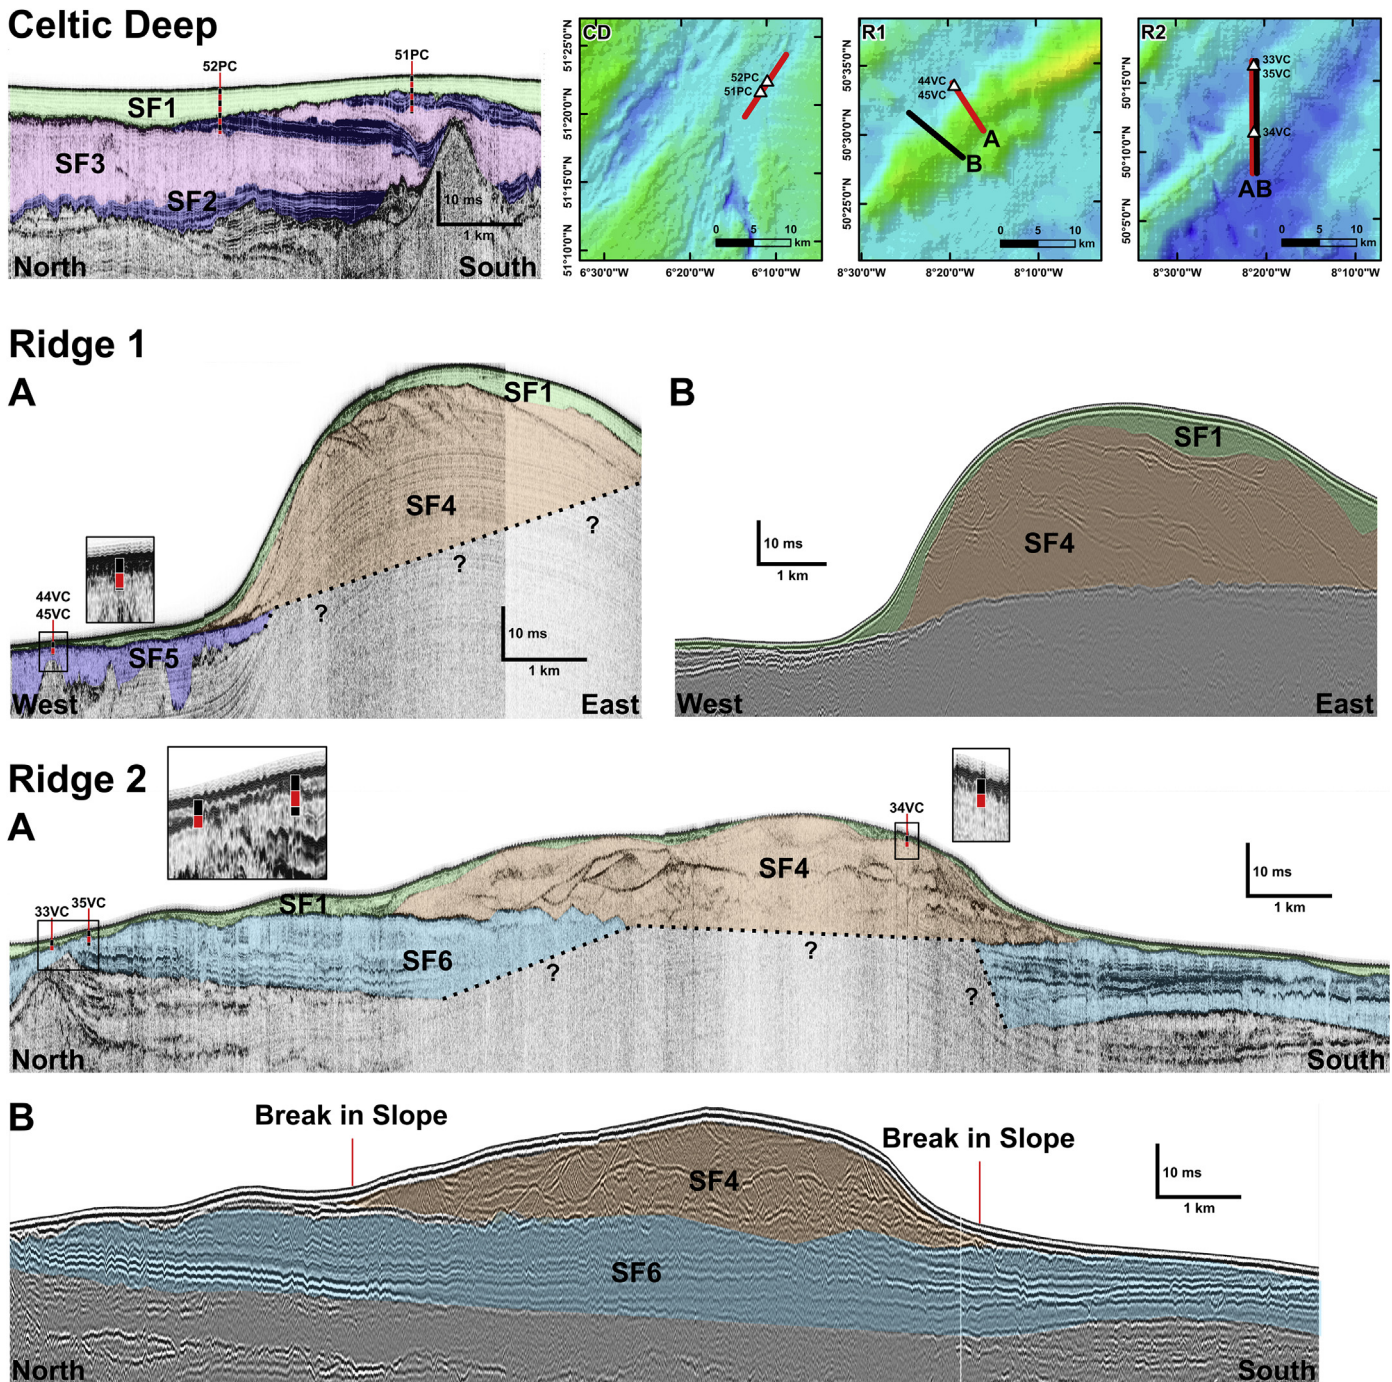 Celtic Deep
52PC
51PC
SF1
SF3
SF2
10 ms
1 km
North
South
CD
52PC
51PC
51°25'0"N
51°20'0"N
51°15'0"N
51°10'0"N
0 5 10
km
6°30'0"W
6°20'0"W
6°10'0"W
R1
44VC
45VC
A
B
50°35'0"N
50°30'0"N
50°25'0"N
0 5 10
km
8°30'0"W
8°20'0"W
8°10'0"W
R2
33VC
35VC
34VC
AB
50°15'0"N
50°10'0"N
50°5'0"N
0 5 10
km
8°30'0"W
8°20'0"W
8°10'0"W
Ridge 1
A
SF1
SF4
?
?
?
44VC
45VC
SF5
10 ms
1 km
West
East
B
SF1
SF4
10 ms
1 km
West
East
Ridge 2
A
34VC
SF4
10 ms
1 km
33VC
35VC
SF1
SF6
?
?
?
North
South
B
Break in Slope
Break in Slope
SF4
10 ms
1 km
SF6
North
South